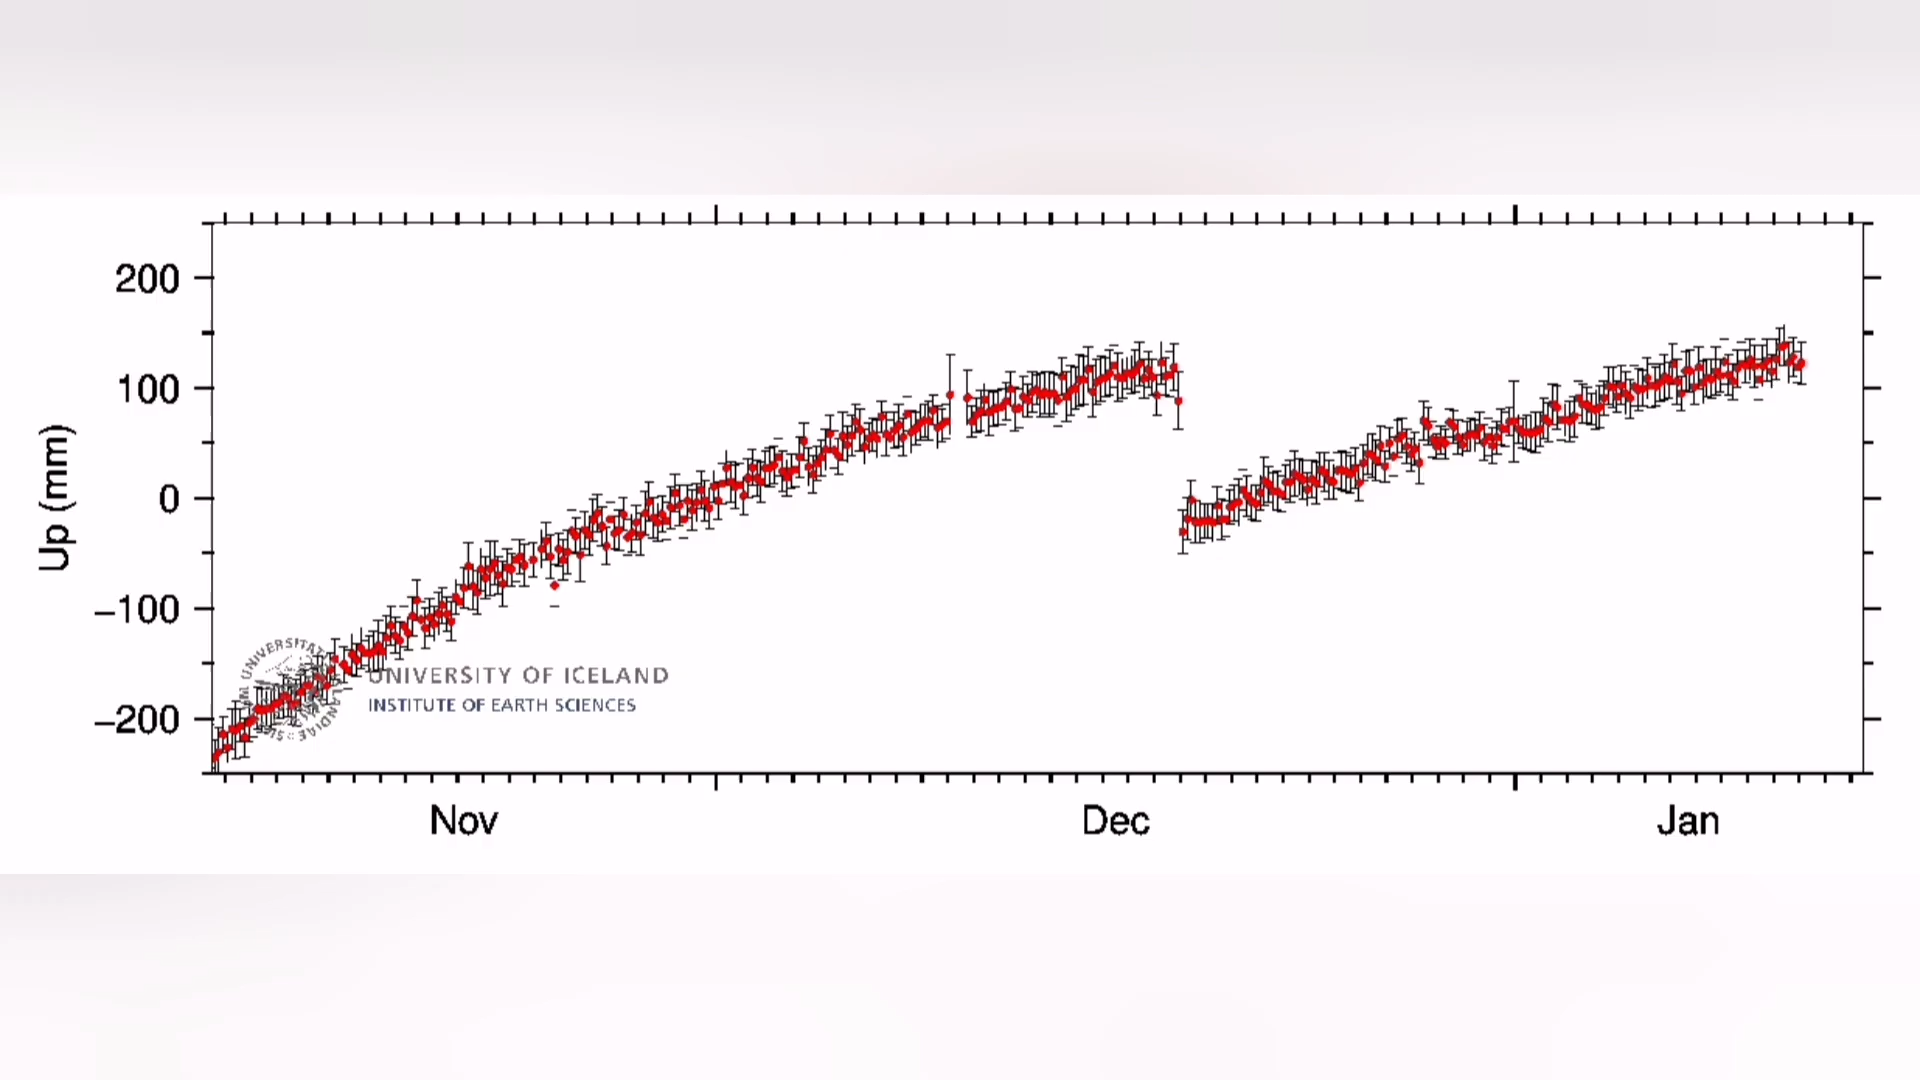 Up (mm)
200
100
0
−100
−200
UNIVERSITY OF ICELAND
INSTITUTE OF EARTH SCIENCES
Nov
Dec
Jan